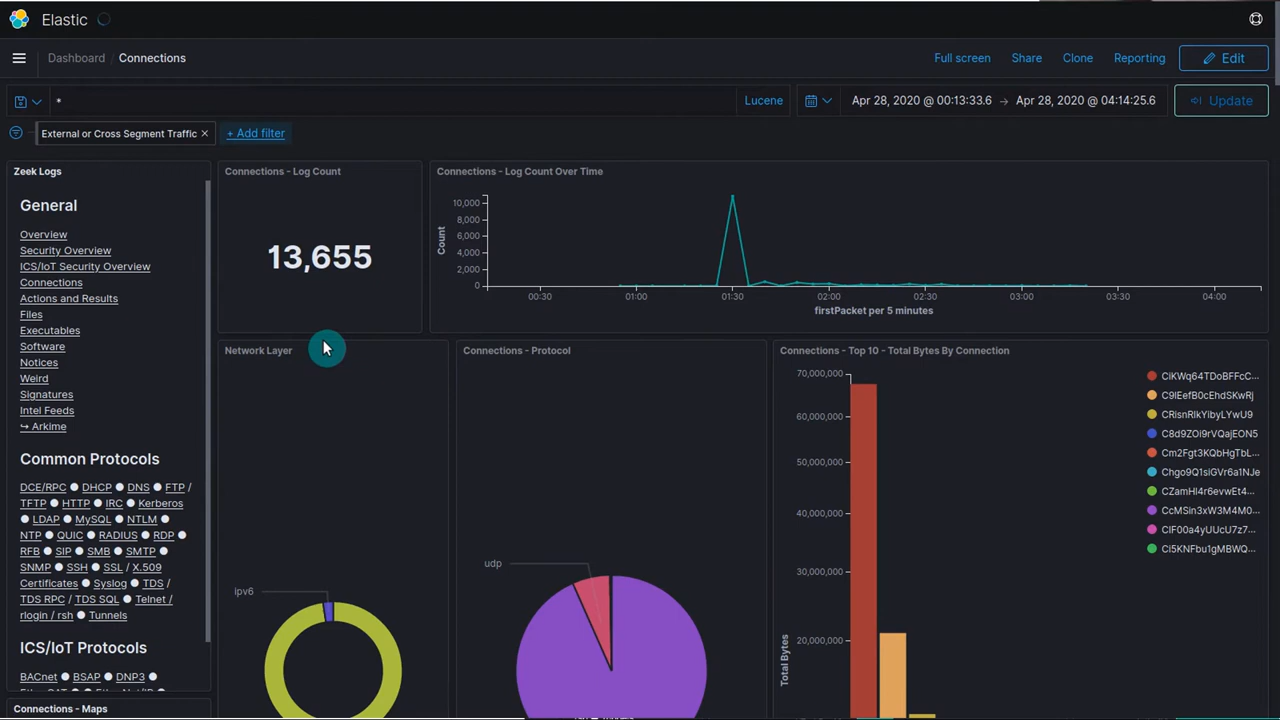 Elastic
Dashboard Connections Full screen Share Clone Reporting Edit
* Lucene Apr 28, 2020 @ 00:13:33.6 → Apr 28, 2020 @ 04:14:25.6 Update
External or Cross Segment Traffic × + Add filter
Zeek Logs
General
Overview
Security Overview
ICS/IoT Security Overview
Connections
Actions and Results
Files
Executables
Software
Notices
Weird
Signatures
Intel Feeds
↪ Arkime
Common Protocols
DCE/RPC ● DHCP ● DNS ● FTP /
TFTP ● HTTP ● IRC ● Kerberos
● LDAP ● MySQL ● NTLM ●
NTP ● QUIC ● RADIUS ● RDP ●
RFB ● SIP ● SMB ● SMTP ●
SNMP ● SSH ● SSL / X.509
Certificates ● Syslog ● TDS /
TDS RPC / TDS SQL ● Telnet /
rlogin / rsh ● Tunnels
ICS/IoT Protocols
BACnet ● BSAP ● DNP3 ●
Connections - Maps
Connections - Log Count
13,655
Connections - Log Count Over Time
10,000
8,000
6,000
4,000
2,000
0
Count
00:30 01:00 01:30 02:00 02:30 03:00 03:30 04:00
firstPacket per 5 minutes
Network Layer
ipv6
Connections - Protocol
udp
Connections - Top 10 - Total Bytes By Connection
70,000,000
60,000,000
50,000,000
40,000,000
30,000,000
20,000,000
Total Bytes
CRlsnRlkYibyLYwU9
C8d9ZOi9rVQajEON5
Cm2Fgt3KQbHgTbL...
Chgo9Q1siGVr6a1NJe
CZamHl4r6evwEt4...
CcMSin3xW3M4M0...
CIF00a4yUUcU7z7...
Ci5KNFbu1gMBWQ...